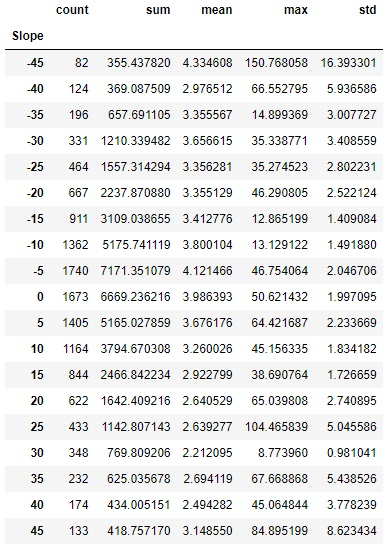 count sum mean max std
Slope
-45 82 355.437820 4.334608 150.768058 16.393301
-40 124 369.087509 2.976512 66.552795 5.936586
-35 196 657.691105 3.355567 14.899369 3.007727
-30 331 1210.339482 3.656615 35.338771 3.408559
-25 464 1557.314294 3.356281 35.274523 2.802231
-20 667 2237.870880 3.355129 46.290805 2.522124
-15 911 3109.038655 3.412776 12.865199 1.409084
-10 1362 5175.741119 3.800104 13.129122 1.491880
-5 1740 7171.351079 4.121466 46.754064 2.046706
0 1673 6669.236216 3.986393 50.621432 1.997095
5 1405 5165.027859 3.676176 64.421687 2.233669
10 1164 3794.670308 3.260026 45.156335 1.834182
15 844 2466.842234 2.922799 38.690764 1.726659
20 622 1642.409216 2.640529 65.039808 2.740895
25 433 1142.807143 2.639277 104.465839 5.045586
30 348 769.809206 2.212095 8.773960 0.981041
35 232 625.035678 2.694119 67.668868 5.438526
40 174 434.005151 2.494282 45.064844 3.778239
45 133 418.757170 3.148550 84.895199 8.623434